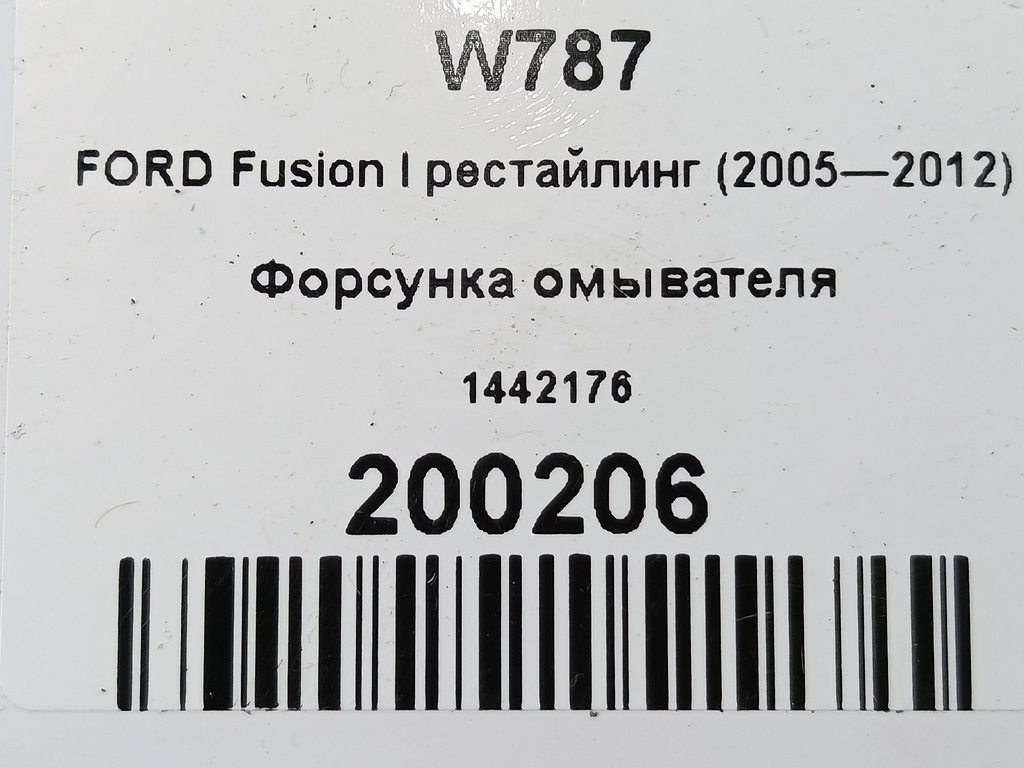 W787
FORD Fusion I рестайлинг (2005—2012)
Форсунка омывателя
1442176
200206